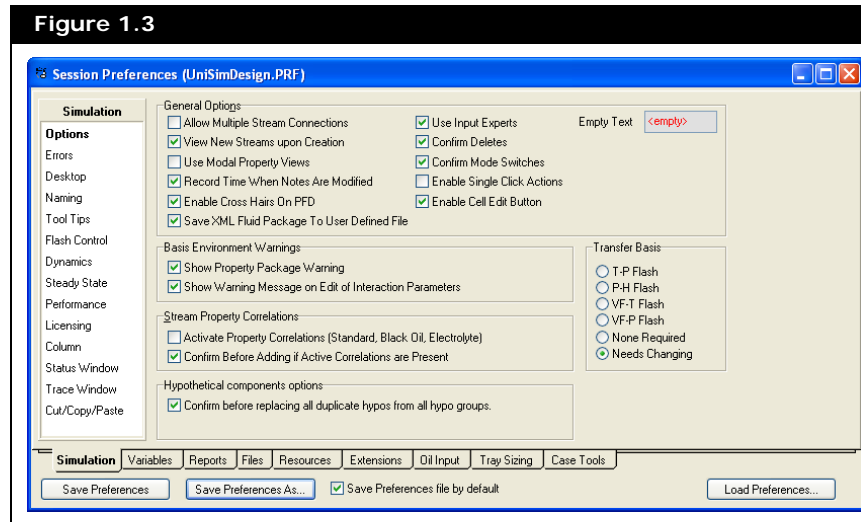 Figure 1.3
Session Preferences (UniSimDesign.PRF)
Simulation
Options
Errors
Desktop
Naming
Tool Tips
Flash Control
Dynamics
Steady State
Performance
Licensing
Column
Status Window
Trace Window
Cut/Copy/Paste
General Options
Allow Multiple Stream Connections
View New Streams upon Creation
Use Modal Property Views
Record Time When Notes Are Modified
Enable Cross Hairs On PFD
Save XML Fluid Package To User Defined File
Use Input Experts
Confirm Deletes
Confirm Mode Switches
Enable Single Click Actions
Enable Cell Edit Button
Empty Text <empty>
Basis Environment Warnings
Show Property Package Warning
Show Warning Message on Edit of Interaction Parameters
Stream Property Correlations
Activate Property Correlations (Standard, Black Oil, Electrolyte)
Confirm Before Adding if Active Correlations are Present
Transfer Basis
T-P Flash
P-H Flash
VF-T Flash
VF-P Flash
None Required
Needs Changing
Hypothetical components options
Confirm before replacing all duplicate hypos from all hypo groups.
Simulation Variables Reports Files Resources Extensions Oil Input Tray Sizing Case Tools
Save Preferences Save Preferences As... Save Preferences file by default Load Preferences...